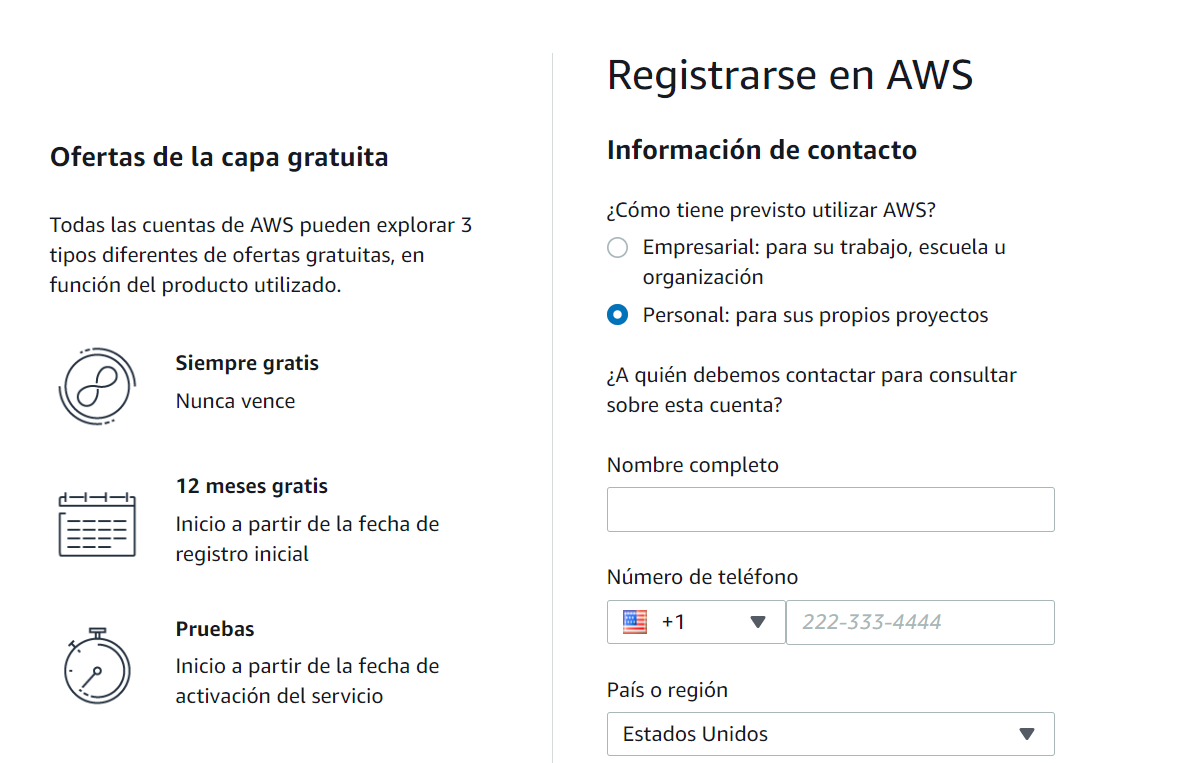 Ofertas de la capa gratuita
Todas las cuentas de AWS pueden explorar 3
tipos diferentes de ofertas gratuitas, en
función del producto utilizado.
Siempre gratis
Nunca vence
12 meses gratis
Inicio a partir de la fecha de
registro inicial
Pruebas
Inicio a partir de la fecha de
activación del servicio
Registrarse en AWS
Información de contacto
¿Cómo tiene previsto utilizar AWS?
Empresarial: para su trabajo, escuela u
organización
Personal: para sus propios proyectos
¿A quién debemos contactar para consultar
sobre esta cuenta?
Nombre completo
Número de teléfono
+1 222-333-4444
País o región
Estados Unidos